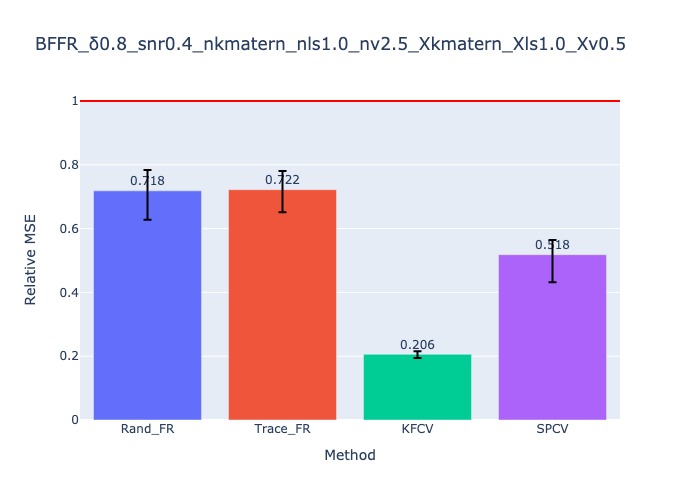 BFFR_δ0.8_snr0.4_nkmatern_nls1.0_nv2.5_Xkmatern_Xls1.0_Xv0.5
1
0.8
0.6
0.4
0.2
0
Relative MSE
0.718
0.722
0.206
0.518
Rand_FR
Trace_FR
KFCV
SPCV
Method